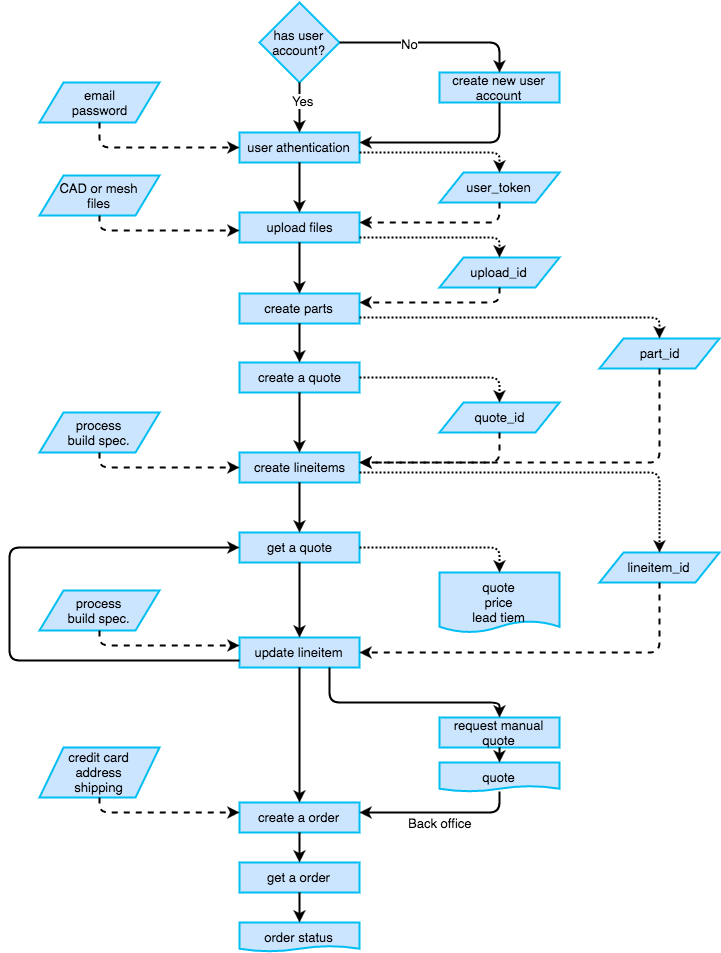 has user
account?
No
create new user
account
Yes
email
password
user athentication
CAD or mesh
files
user_token
upload files
upload_id
create parts
part_id
create a quote
quote_id
process
build spec.
create lineitems
get a quote
lineitem_id
quote
price
lead tiem
process
build spec.
update lineitem
request manual
quote
credit card
address
shipping
quote
create a order
Back office
get a order
order status